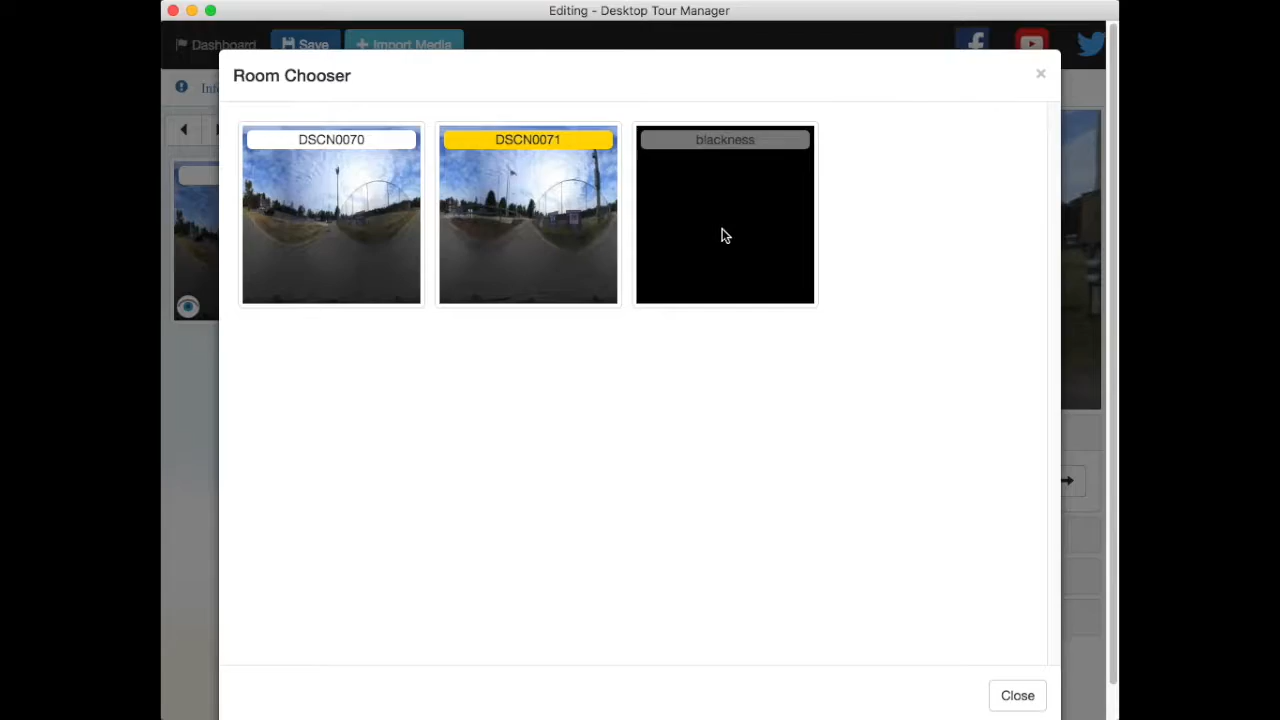 Editing - Desktop Tour Manager
Dashboard
Save
Import Media
Room Chooser
×
DSCN0070
DSCN0071
blackness
Close